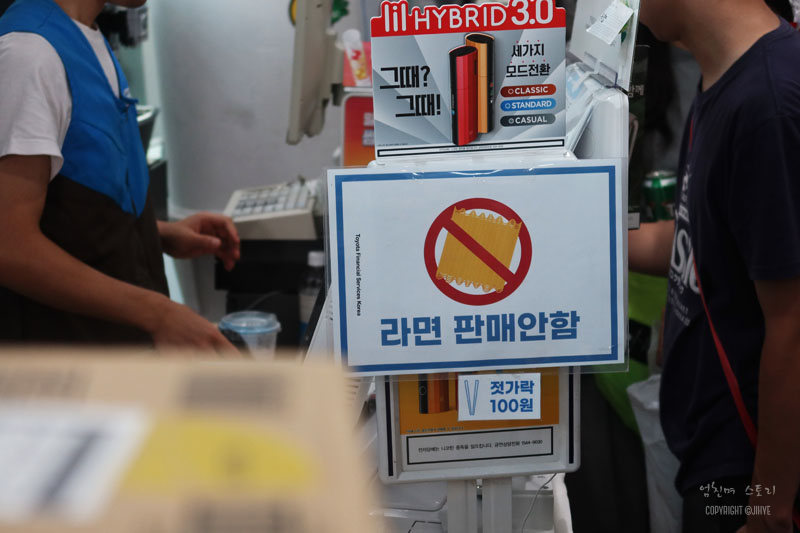 lil HYBRID 3.0
그때?
그때!
세가지
모드전환
CLASSIC
STANDARD
CASUAL
Toyota Financial Services Korea
라면 판매안함
젓가락
100원
엄친며 스토리
COPYRIGHT @JIHYE